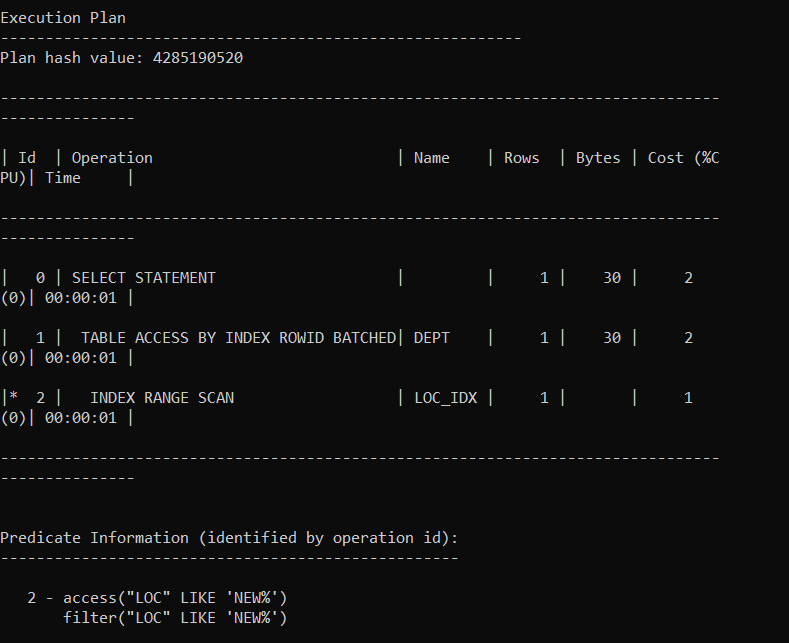 Execution Plan
----------------------------------------------------------
Plan hash value: 4285190520

--------------------------------------------------------------------------------
---------------

| Id  | Operation                           | Name    | Rows  | Bytes | Cost (%C
PU)| Time     |

--------------------------------------------------------------------------------
---------------

|   0 | SELECT STATEMENT                    |         |     1 |    30 |     2
(0)| 00:00:01 |

|   1 |  TABLE ACCESS BY INDEX ROWID BATCHED| DEPT    |     1 |    30 |     2
(0)| 00:00:01 |

|*  2 |   INDEX RANGE SCAN                  | LOC_IDX |     1 |       |     1
(0)| 00:00:01 |

--------------------------------------------------------------------------------
---------------


Predicate Information (identified by operation id):
---------------------------------------------------

   2 - access("LOC" LIKE 'NEW%')
       filter("LOC" LIKE 'NEW%')